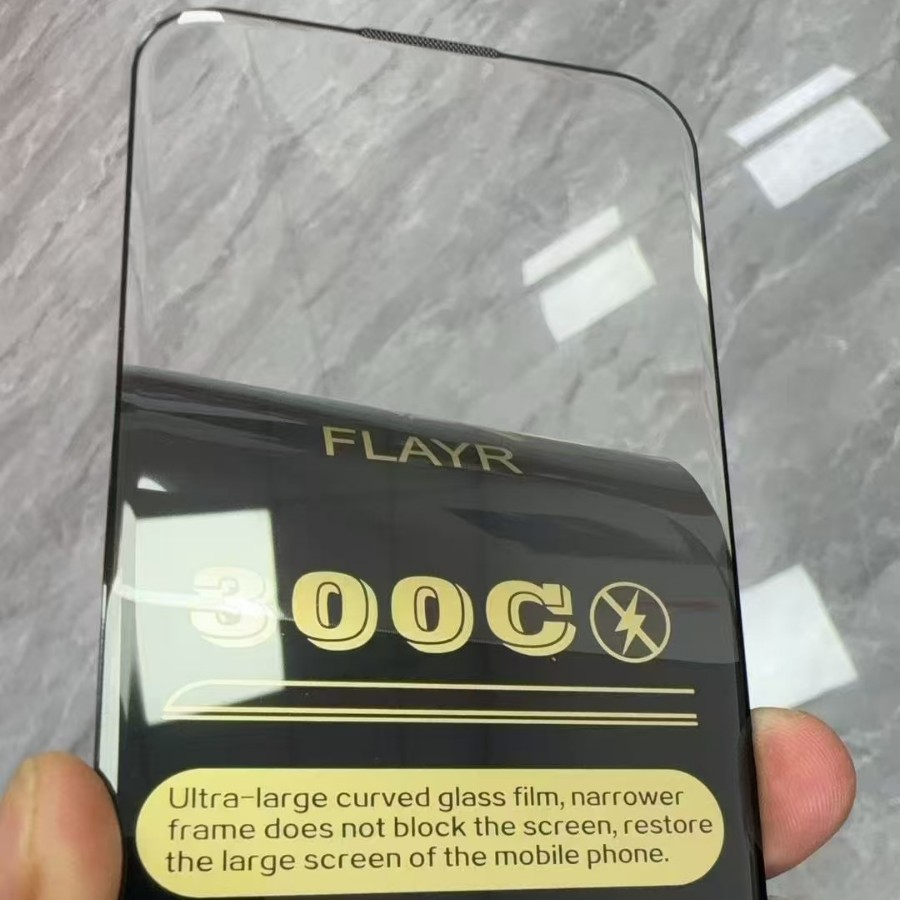 FLAYR
300C
Ultra-large curved glass film, narrower
frame does not block the screen, restore
the large screen of the mobile phone.